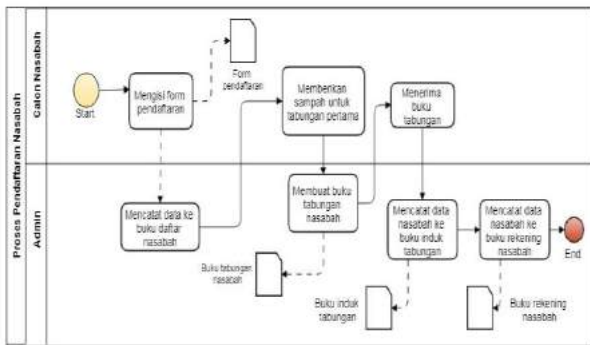 Proses Pendaftaran Nasabah
Calon Nasabah
Start
Mengisi form
pendaftaran
Form
pendaftaran
Memberikan
sampah untuk
tabungan pertama
Menerima
buku
tabungan
Admin
Mencatat data ke
buku daftar
nasabah
Membuat buku
tabungan
nasabah
Mencatat data
nasabah ke
buku induk
tabungan
Mencatat data
nasabah ke
buku rekening
nasabah
End
Buku tabungan
nasabah
Buku induk
tabungan
Buku rekening
nasabah